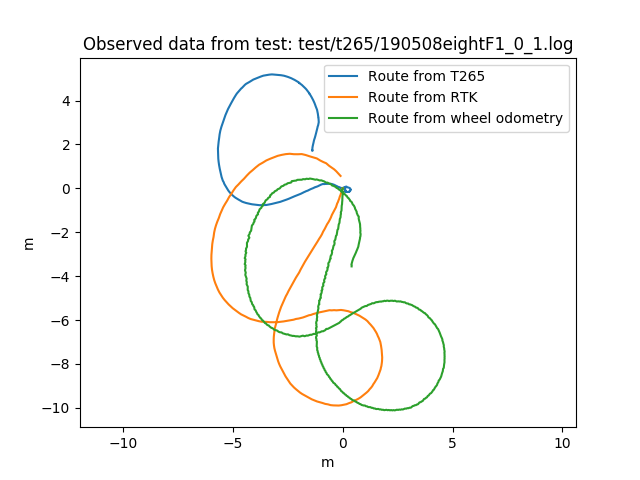 Observed data from test: test/t265/190508eightF1_0_1.log
Route from T265
Route from RTK
Route from wheel odometry
m
4
2
0
−2
−4
−6
−8
−10
−10
−5
0
5
10
m